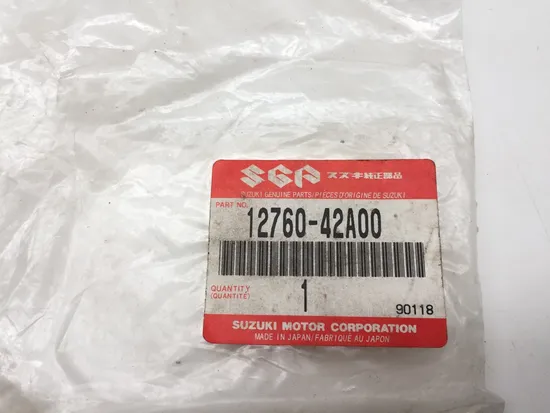 SGP スズキ純正部品
SUZUKI GENUINE PARTS/PIECES D'ORIGINE DE SUZUKI
PART NO.
12760-42A00
QUANTITY
(QUANTITÉ)
1
90118
SUZUKI MOTOR CORPORATION
MADE IN JAPAN/FABRIQUÉ AU JAPON